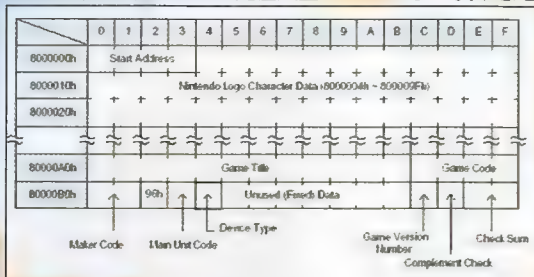 0 1 2 3 4 5 6 7 8 9 A B C D E F
8000000h Start Address
8000010h Nintendo Logo Character Data (8000004h ~ 800009Fh)
8000020h
80000A0h Game Title Game Code
80000B0h 96h Unused (Fixed) Data
Maker Code Main Unit Code Device Type Game Version Number Complement Check Check Sum